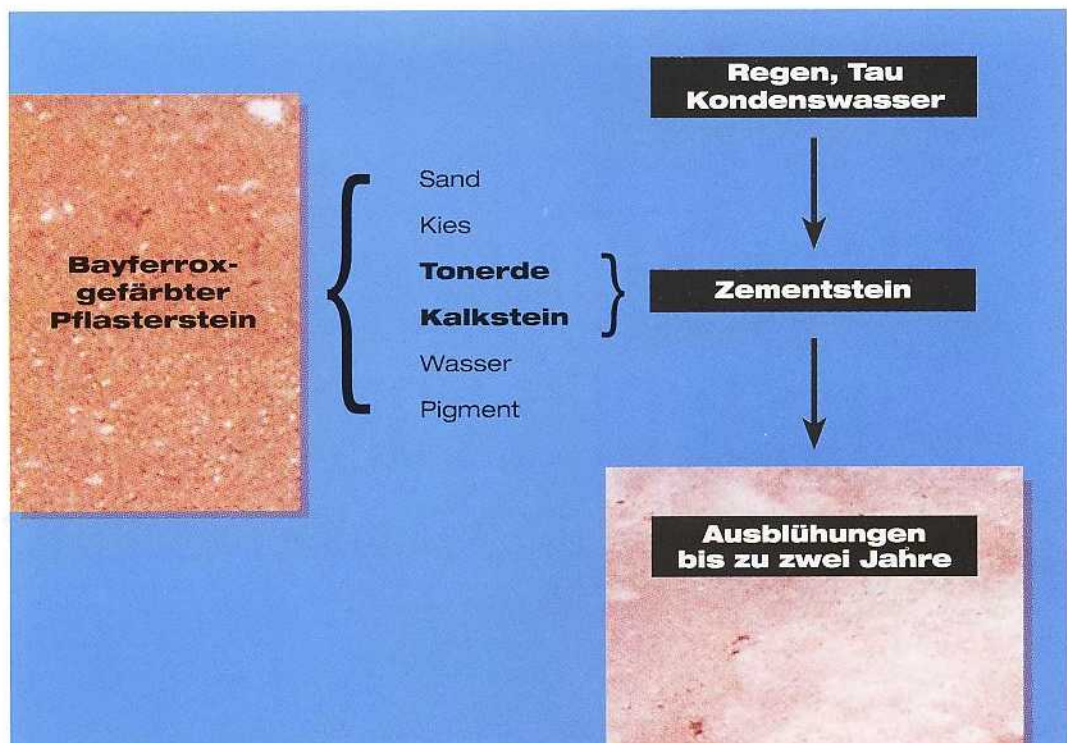 Bayferrox-
gefärbter
Pflasterstein
Sand
Kies
Tonerde
Kalkstein
Wasser
Pigment
Regen, Tau
Kondenswasser
Zementstein
Ausblühungen
bis zu zwei Jahre